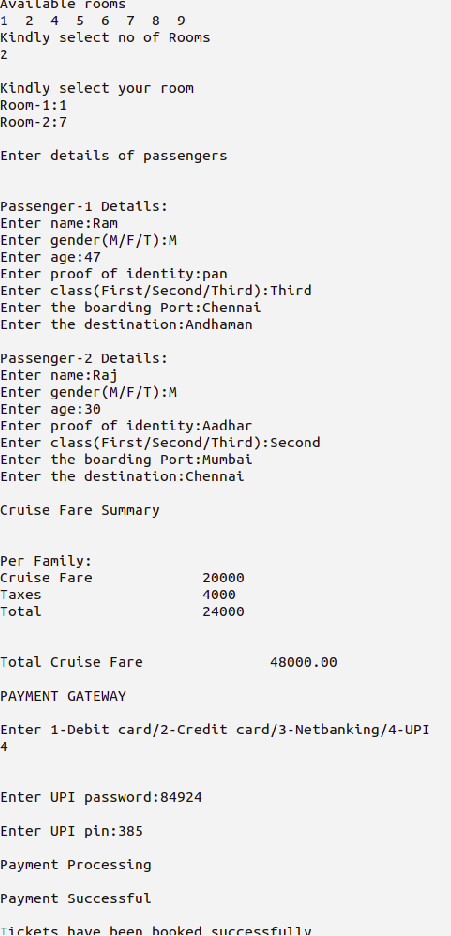 Available rooms
1 2 4 5 6 7 8 9
Kindly select no of Rooms
2
Kindly select your room
Room-1:1
Room-2:7
Enter details of passengers
Passenger-1 Details:
Enter name:Ram
Enter gender(M/F/T):M
Enter age:47
Enter proof of identity:pan
Enter class(First/Second/Third):Third
Enter the boarding Port:Chennai
Enter the destination:Andhaman
Passenger-2 Details:
Enter name:Raj
Enter gender(M/F/T):M
Enter age:30
Enter proof of identity:Aadhar
Enter class(First/Second/Third):Second
Enter the boarding Port:Mumbai
Enter the destination:Chennai
Cruise Fare Summary
Per Family:
Cruise Fare 20000
Taxes 4000
Total 24000
Total Cruise Fare 48000.00
PAYMENT GATEWAY
Enter 1-Debit card/2-Credit card/3-Netbanking/4-UPI
4
Enter UPI password:84924
Enter UPI pin:385
Payment Processing
Payment Successful
Tickets have been booked successfully